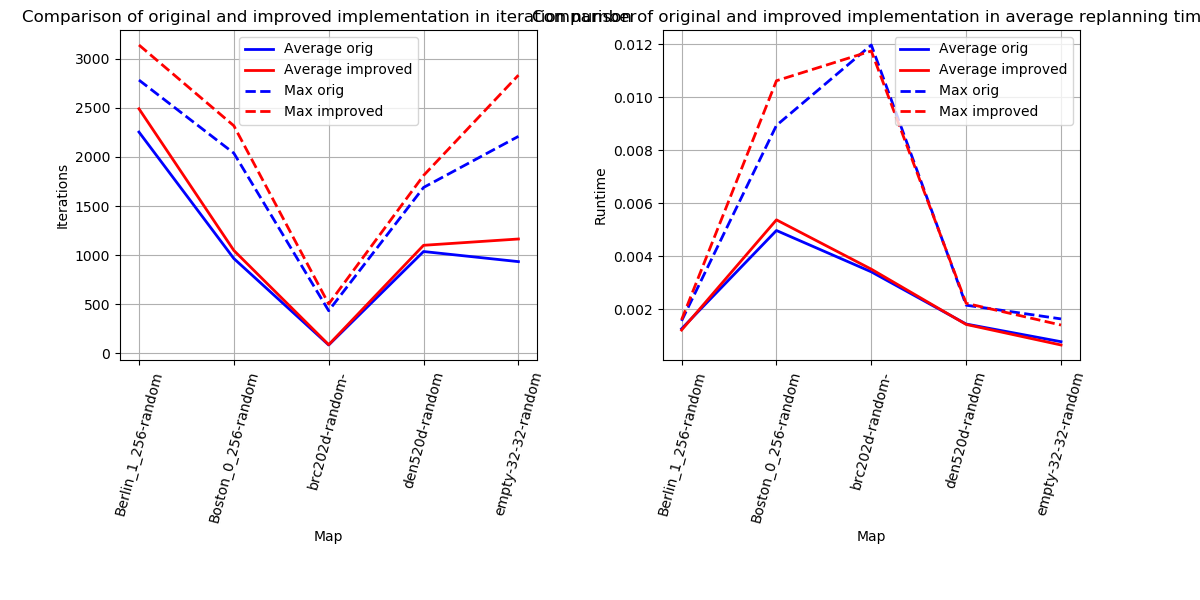 Comparison of original and improved implementation in iteration number
Comparison of original and improved implementation in average replanning tim
Average orig
Average improved
Max orig
Max improved
3000
2500
2000
1500
1000
500
0
Iterations
Berlin_1_256-random
Boston_0_256-random
brc202d-random-
den520d-random
empty-32-32-random
Map
Average orig
Average improved
Max orig
Max improved
0.012
0.010
0.008
0.006
0.004
0.002
Runtime
Berlin_1_256-random
Boston_0_256-random
brc202d-random-
den520d-random
empty-32-32-random
Map